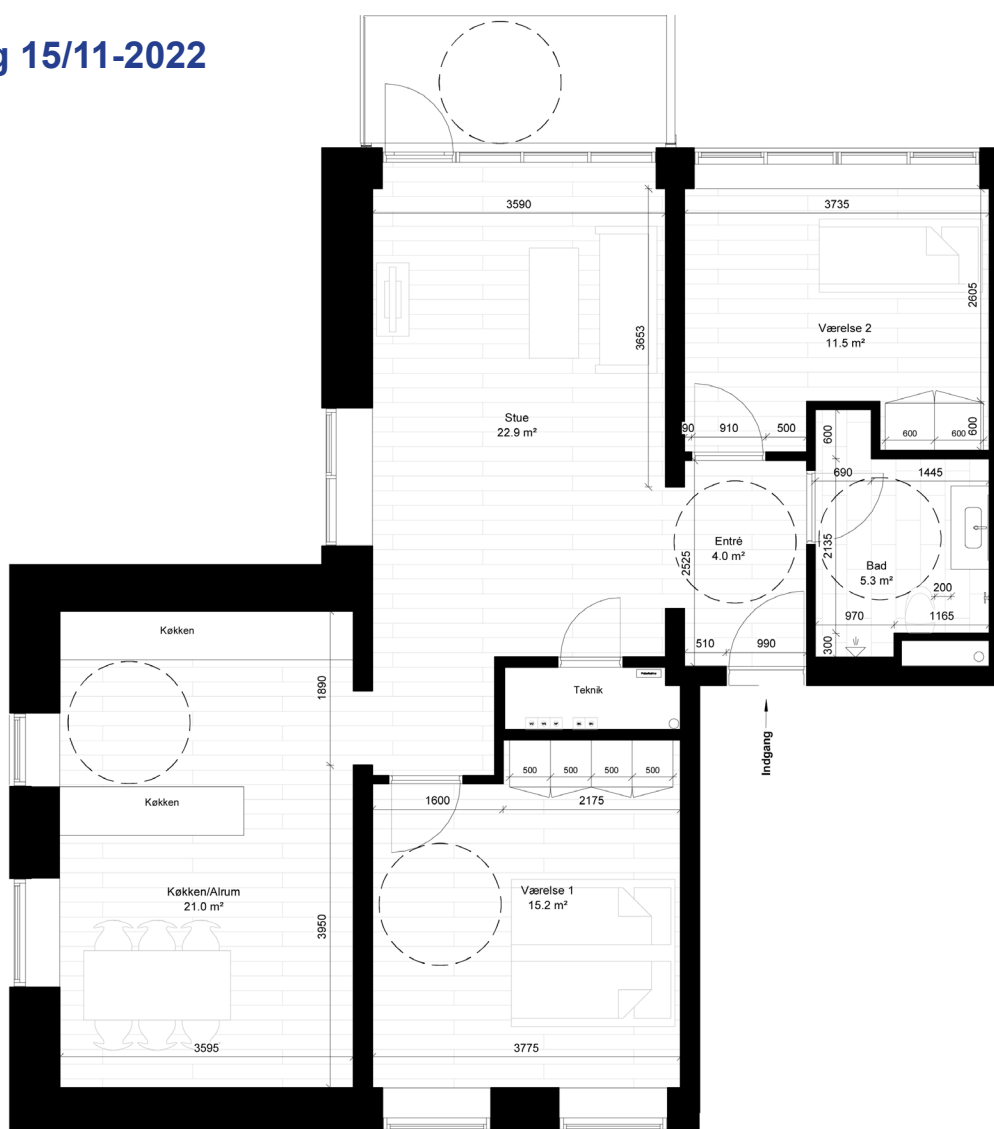 g 15/11-2022
3590
3735
2605
3653
Værelse 2
11.5 m²
Stue
22.9 m²
90
910
500
600
600
600
600
690
1445
2135
2525
Entré
4.0 m²
Bad
5.3 m²
200
970
1165
300
510
990
Køkken
1890
Teknik
Indgang
Køkken
500
500
500
500
1600
2175
Køkken/Alrum
21.0 m²
Værelse 1
15.2 m²
3950
3595
3775